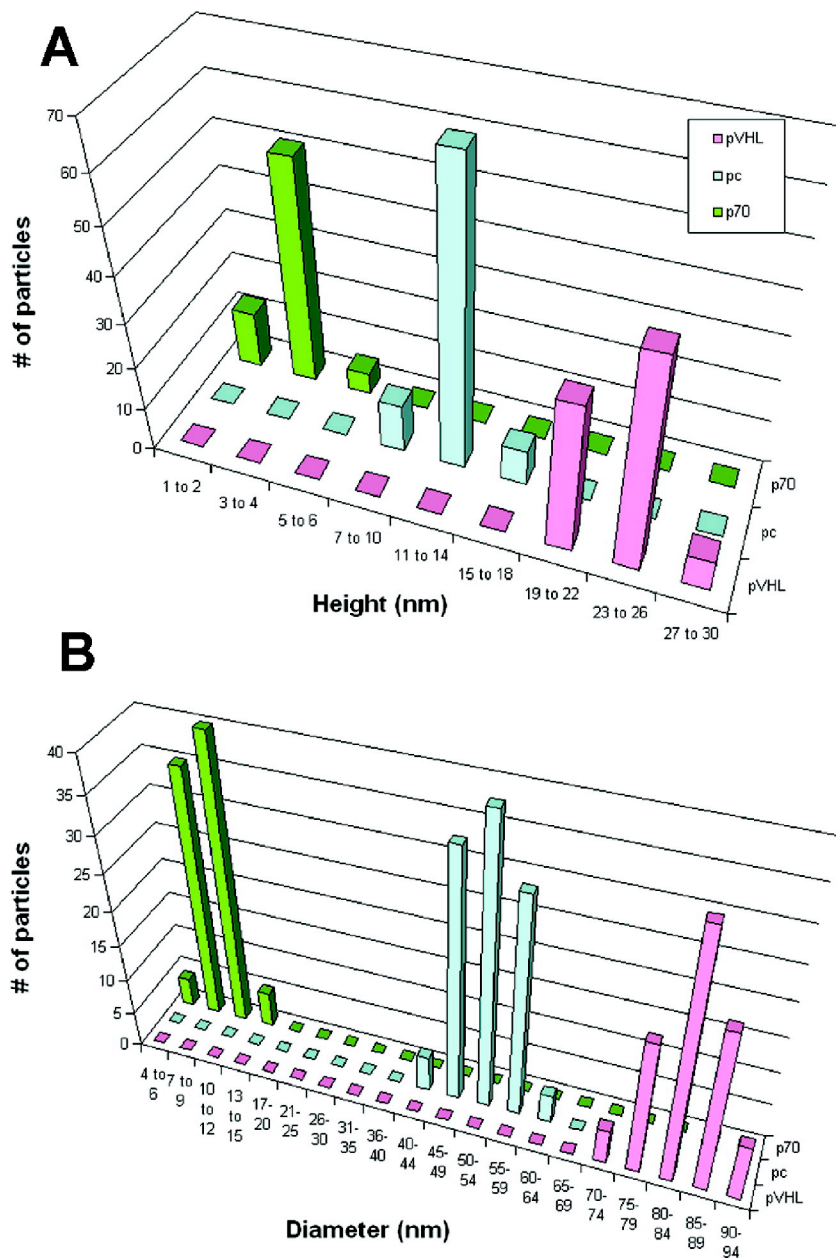 A
70
60
50
40
30
20
10
0
# of particles
pVHL
pc
p70
1 to 2
3 to 4
5 to 6
7 to 10
11 to 14
15 to 18
19 to 22
23 to 26
27 to 30
p70
pc
pVHL
Height (nm)
B
40
35
30
25
20
15
10
5
0
# of particles
4 to
6
7 to
9
10
to
12
13
to
15
17-
20
21-
25
26-
30
31-
35
36-
40
40-
44
45-
49
50-
54
55-
59
60-
64
65-
69
70-
74
75-
79
80-
84
85-
89
90-
94
p70
pc
pVHL
Diameter (nm)